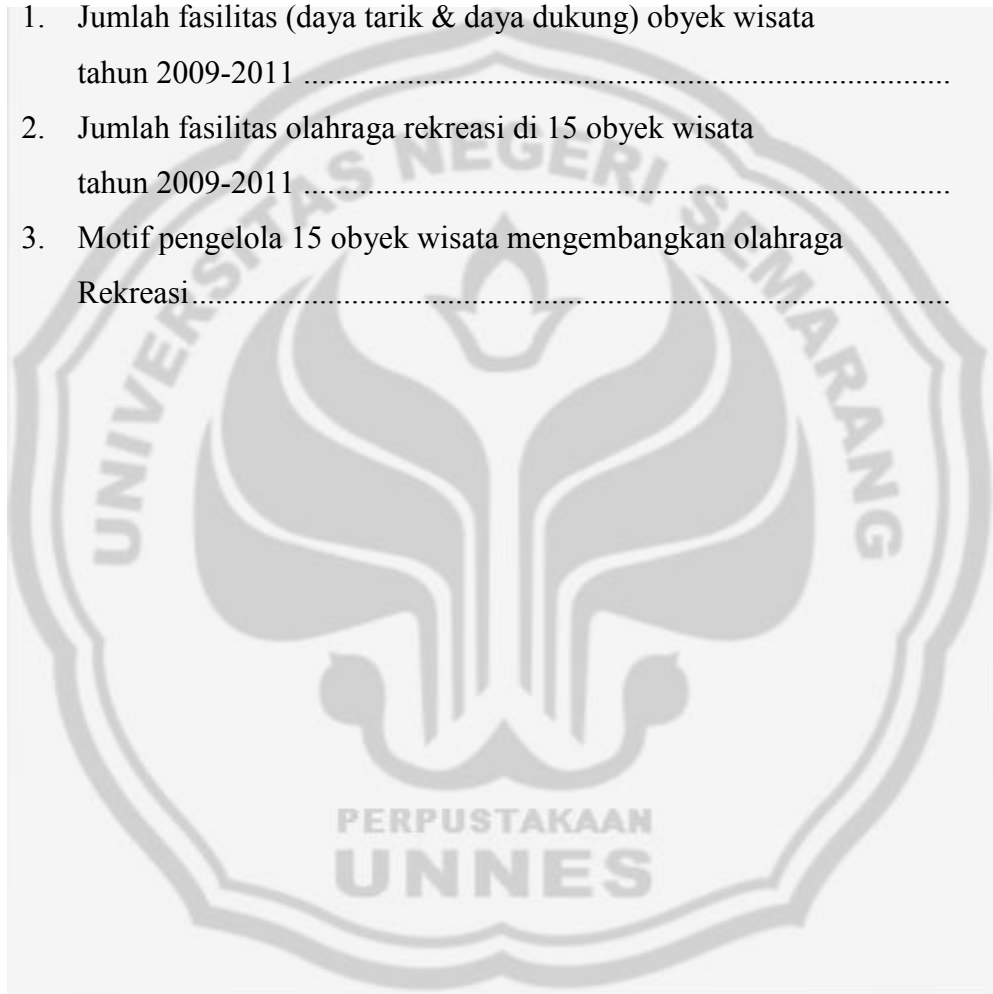 1. Jumlah fasilitas (daya tarik & daya dukung) obyek wisata
tahun 2009-2011 ....................................................................................
2. Jumlah fasilitas olahraga rekreasi di 15 obyek wisata
tahun 2009-2011 ....................................................................................
3. Motif pengelola 15 obyek wisata mengembangkan olahraga
Rekreasi...................................................................................................
UNIVERSITAS NEGERI SEMARANG
PERPUSTAKAAN
UNNES